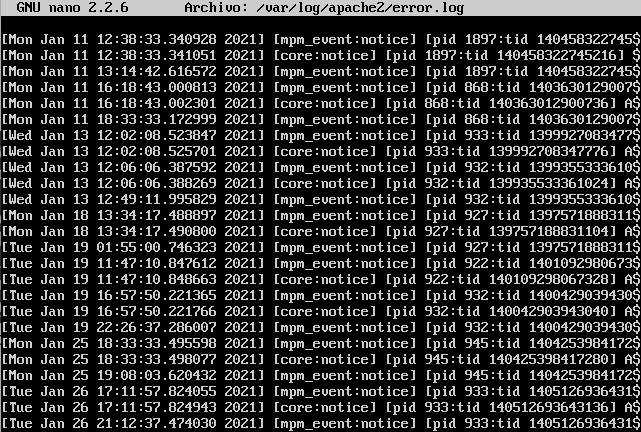 GNU nano 2.2.6 Archivo: /var/log/apache2/error.log
[Mon Jan 11 12:38:33.340928 2021] [mpm_event:notice] [pid 1897:tid 140458322745$
[Mon Jan 11 12:38:33.341051 2021] [core:notice] [pid 1897:tid 140458322745216] $
[Mon Jan 11 13:14:42.616572 2021] [mpm_event:notice] [pid 1897:tid 140458322745$
[Mon Jan 11 16:18:43.000813 2021] [mpm_event:notice] [pid 868:tid 1403630129007$
[Mon Jan 11 16:18:43.002301 2021] [core:notice] [pid 868:tid 140363012900736] A$
[Mon Jan 11 18:33:33.172999 2021] [mpm_event:notice] [pid 868:tid 1403630129007$
[Wed Jan 13 12:02:08.523847 2021] [mpm_event:notice] [pid 933:tid 1399927083477$
[Wed Jan 13 12:02:08.525701 2021] [core:notice] [pid 933:tid 139992708347776] A$
[Wed Jan 13 12:06:06.387592 2021] [mpm_event:notice] [pid 932:tid 1399355333610$
[Wed Jan 13 12:06:06.388269 2021] [core:notice] [pid 932:tid 139935533361024] A$
[Wed Jan 13 12:49:11.995829 2021] [mpm_event:notice] [pid 932:tid 1399355333610$
[Mon Jan 18 13:34:17.488897 2021] [mpm_event:notice] [pid 927:tid 1397571888311$
[Mon Jan 18 13:34:17.490800 2021] [core:notice] [pid 927:tid 139757188831104] A$
[Tue Jan 19 01:55:00.746323 2021] [mpm_event:notice] [pid 927:tid 1397571888311$
[Tue Jan 19 11:47:10.847612 2021] [mpm_event:notice] [pid 922:tid 1401092980673$
[Tue Jan 19 11:47:10.848663 2021] [core:notice] [pid 922:tid 140109298067328] A$
[Tue Jan 19 16:57:50.221365 2021] [mpm_event:notice] [pid 932:tid 1400429039430$
[Tue Jan 19 16:57:50.221766 2021] [core:notice] [pid 932:tid 140042903943040] A$
[Tue Jan 19 22:26:37.286007 2021] [mpm_event:notice] [pid 932:tid 1400429039430$
[Mon Jan 25 18:33:33.495598 2021] [mpm_event:notice] [pid 945:tid 1404253984172$
[Mon Jan 25 18:33:33.498077 2021] [core:notice] [pid 945:tid 140425398417280] A$
[Mon Jan 25 19:08:03.620432 2021] [mpm_event:notice] [pid 945:tid 1404253984172$
[Tue Jan 26 17:11:57.824055 2021] [mpm_event:notice] [pid 933:tid 1405126936431$
[Tue Jan 26 17:11:57.824943 2021] [core:notice] [pid 933:tid 140512693643136] A$
[Tue Jan 26 21:12:37.474030 2021] [mpm_event:notice] [pid 933:tid 1405126936431$